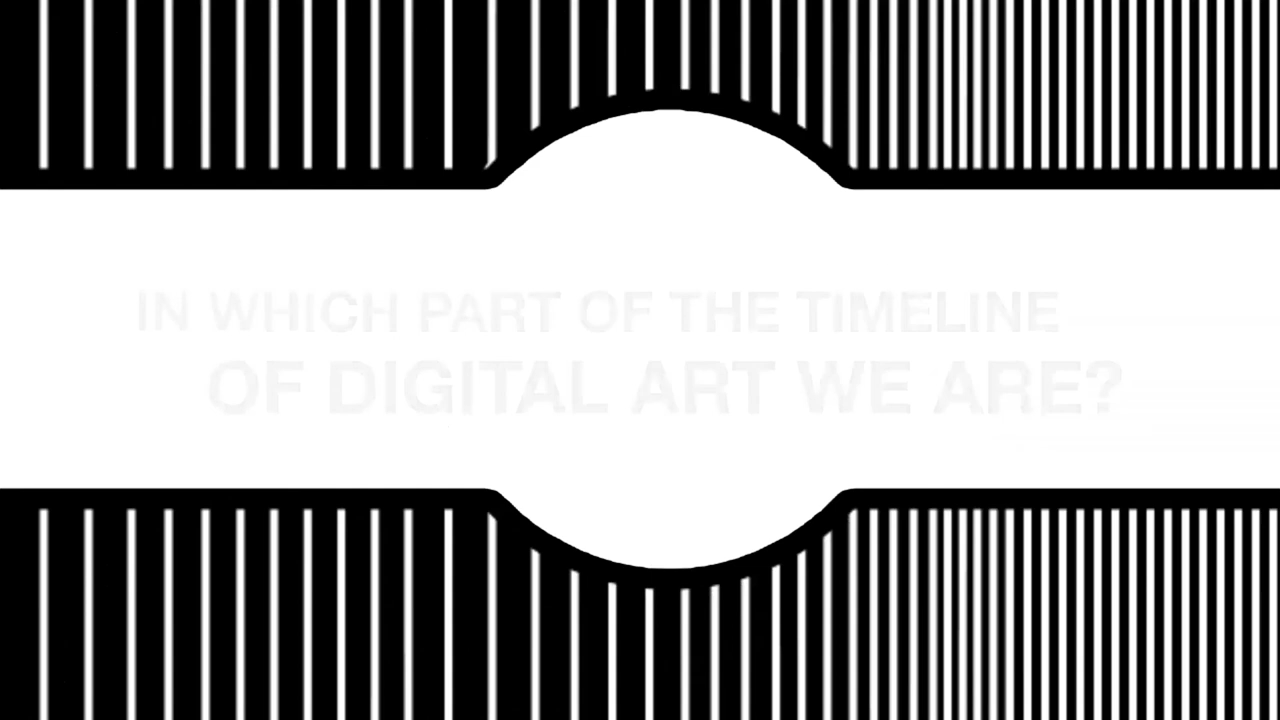 IN WHICH PART OF THE TIMELINE
OF DIGITAL ART WE ARE?